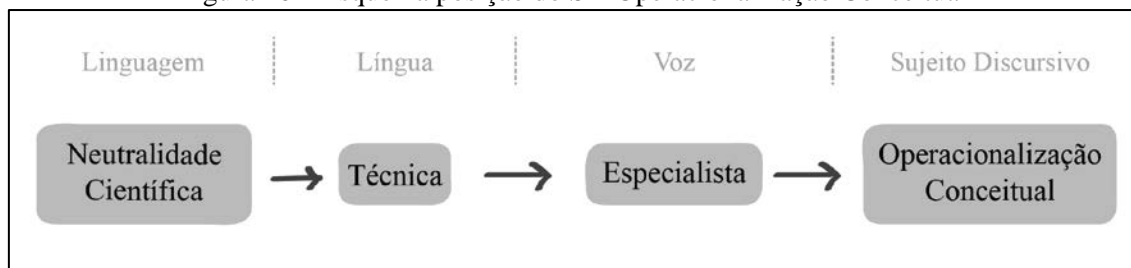 Linguagem
Língua
Voz
Sujeito Discursivo
Neutralidade
Científica
Técnica
Especialista
Operacionalização
Conceitual